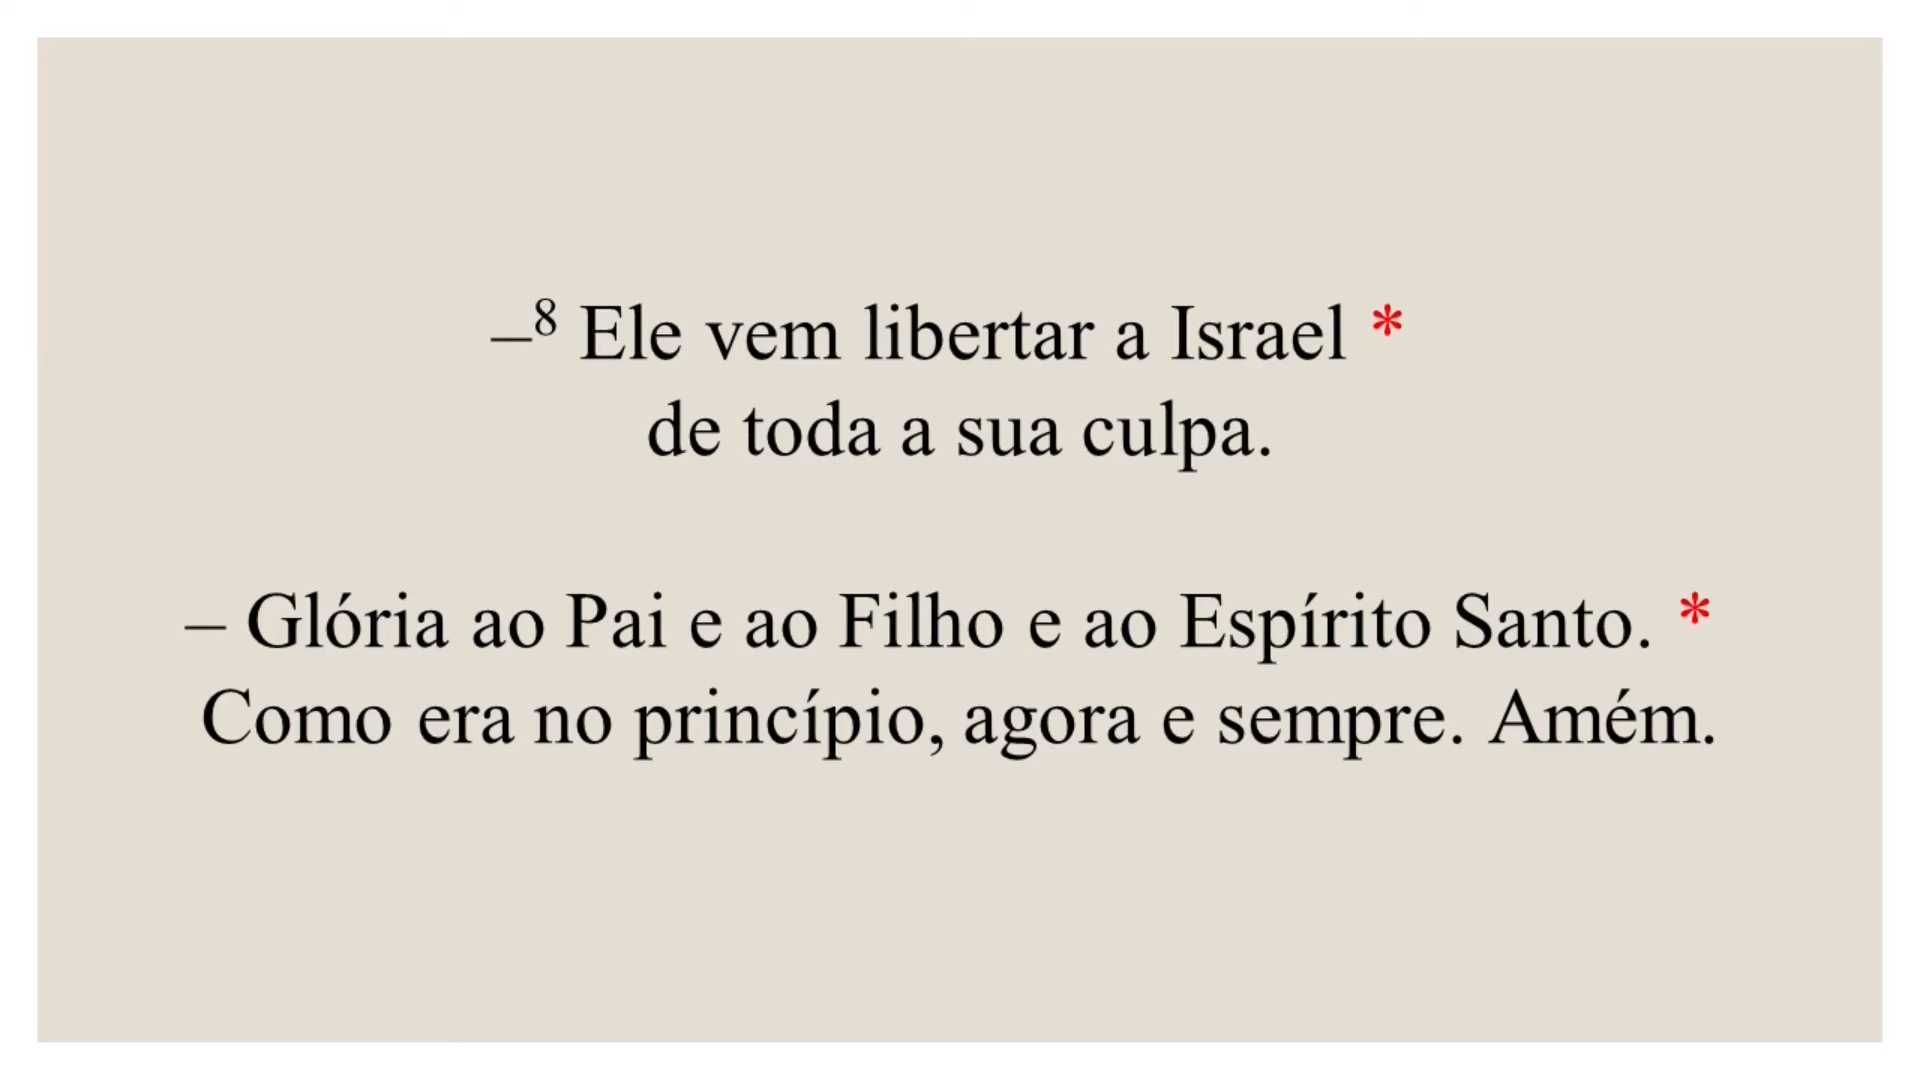 –⁸ Ele vem libertar a Israel *
de toda a sua culpa.
– Glória ao Pai e ao Filho e ao Espírito Santo. *
Como era no princípio, agora e sempre. Amém.